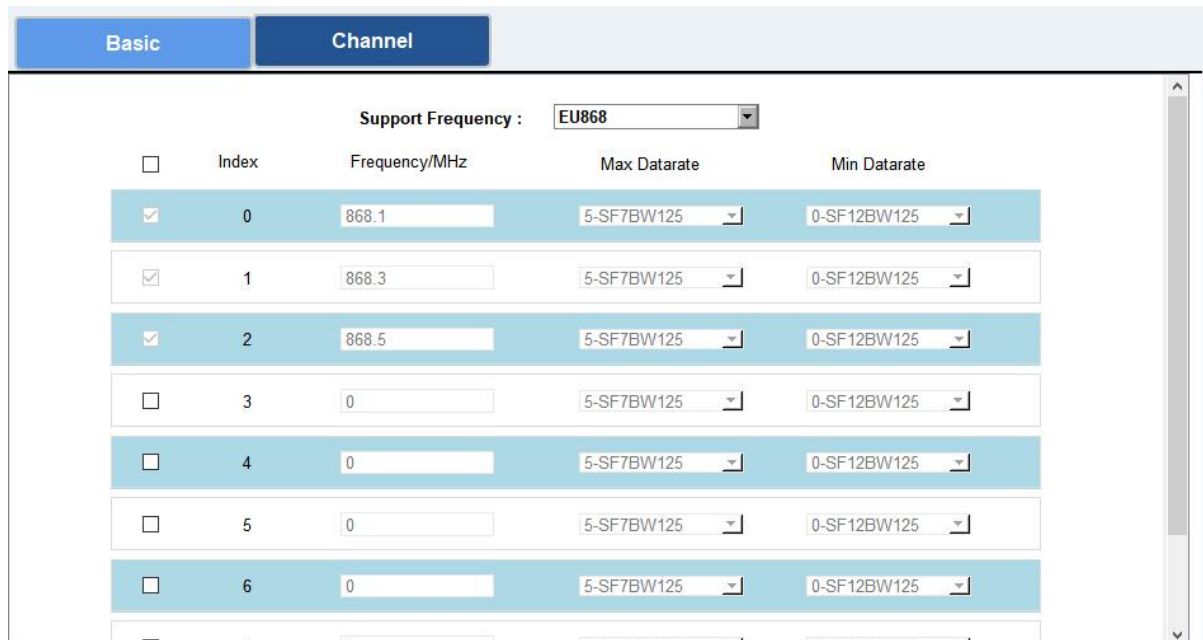 Basic Channel
Support Frequency : EU868
Index Frequency/MHz Max Datarate Min Datarate
0 868.1 5-SF7BW125 0-SF12BW125
1 868.3 5-SF7BW125 0-SF12BW125
2 868.5 5-SF7BW125 0-SF12BW125
3 0 5-SF7BW125 0-SF12BW125
4 0 5-SF7BW125 0-SF12BW125
5 0 5-SF7BW125 0-SF12BW125
6 0 5-SF7BW125 0-SF12BW125